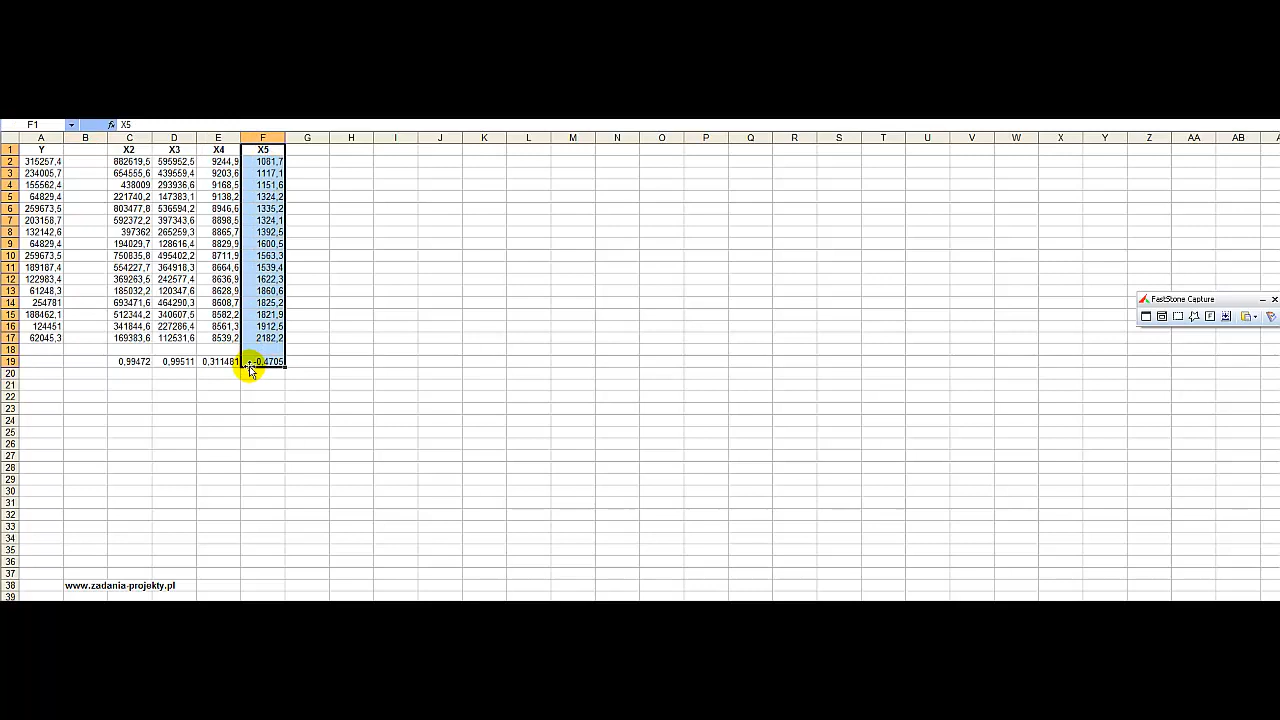 F1 fx X5
A B C D E F G H I J K L M N O P Q R S T U V W X Y Z AA AB
1 Y X2 X3 X4 X5
2 315257,4 882619,5 595952,5 9244,9 1081,7
3 234005,7 654555,6 439559,4 9203,6 1117,1
4 155562,4 438009 293936,6 9168,5 1151,6
5 64829,4 221740,2 147383,1 9138,2 1324,2
6 259673,5 803477,8 536594,2 8946,6 1335,2
7 203158,7 592372,2 397343,6 8898,5 1324,1
8 132142,6 397362 265259,3 8865,7 1392,5
9 64829,4 194029,7 128616,4 8829,9 1600,5
10 259673,5 750835,8 495402,2 8711,9 1563,3
11 189187,4 554227,7 364918,3 8664,6 1539,4
12 122983,4 369263,5 242577,4 8636,9 1622,3
13 61248,3 185032,2 120347,6 8628,9 1860,6
14 254781 693471,6 464290,3 8608,7 1825,2
15 188462,1 512344,2 340607,5 8582,2 1821,9
16 124451 341844,6 227286,4 8561,3 1912,5
17 62045,3 169383,6 112531,6 8539,2 2182,2
18
19 0,99472 0,99511 0,311481 -0,4705
20
21
22
23
24
25
26
27
28
29
30
31
32
33
34
35
36
37
38 www.zadania-projekty.pl
39
FastStone Capture